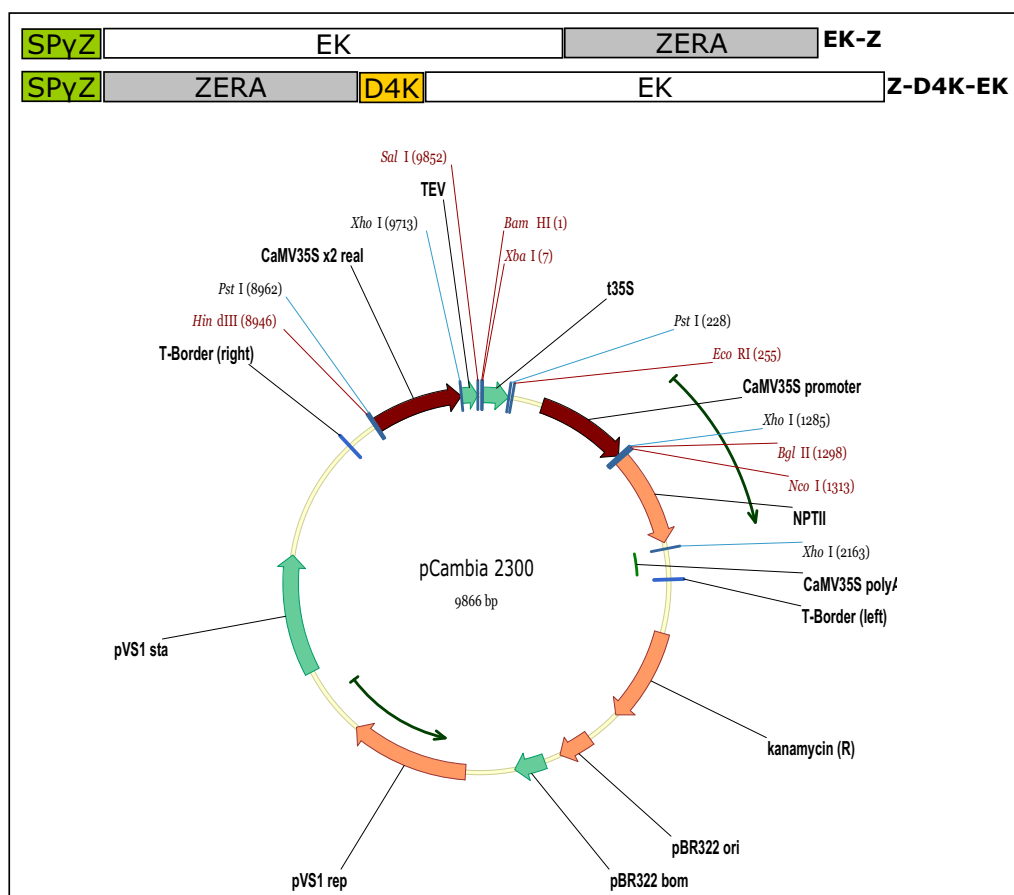 SPγZ EK ZERA EK-Z
SPγZ ZERA D4K EK Z-D4K-EK
Sal I (9852)
TEV
Xho I (9713)
Bam HI (1)
CaMV35S x2 real
Xba I (7)
Pst I (8962)
t35S
Hin dIII (8946)
Pst I (228)
T-Border (right)
Eco RI (255)
CaMV35S promoter
Xho I (1285)
Bgl II (1298)
Nco I (1313)
NPTII
Xho I (2163)
pCambia 2300
CaMV35S polyA
9866 bp
T-Border (left)
pVS1 sta
kanamycin (R)
pBR322 ori
pVS1 rep
pBR322 bom